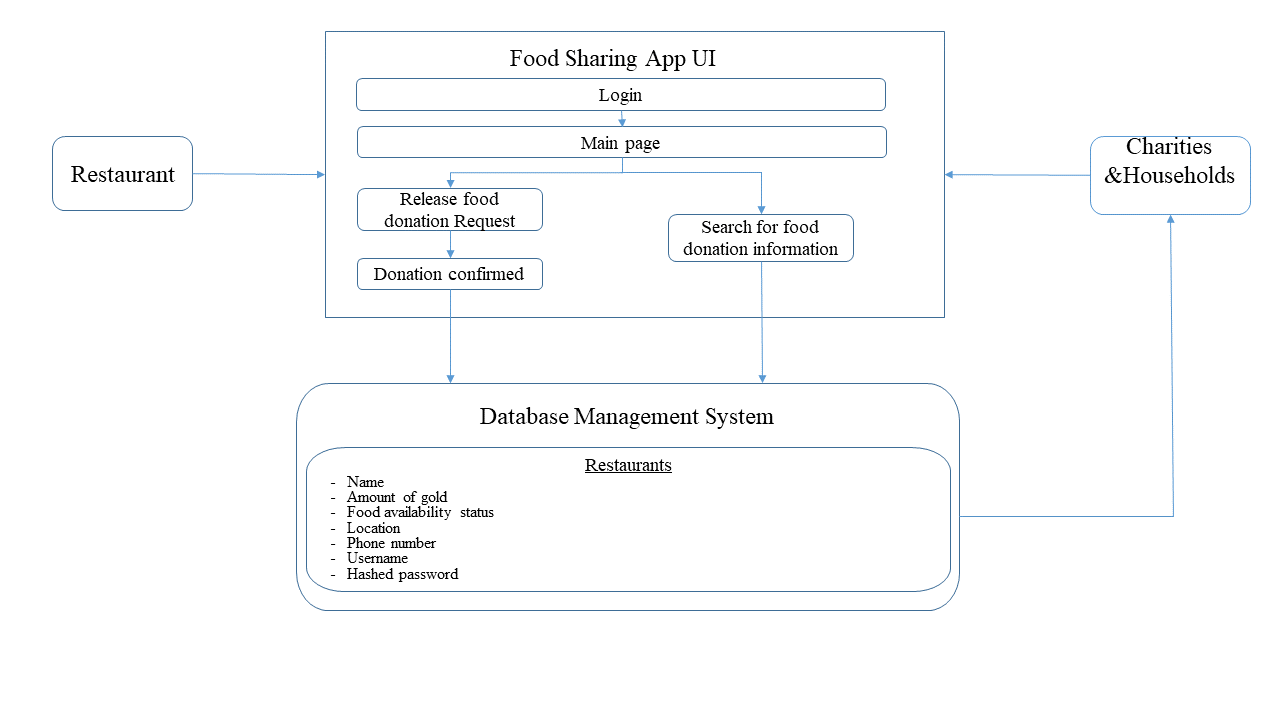 Food Sharing App UI
Login
Main page
Restaurant
Charities
&Households
Release food
donation Request
Search for food
donation information
Donation confirmed
Database Management System
Restaurants
- Name
- Amount of gold
- Food availability status
- Location
- Phone number
- Username
- Hashed password